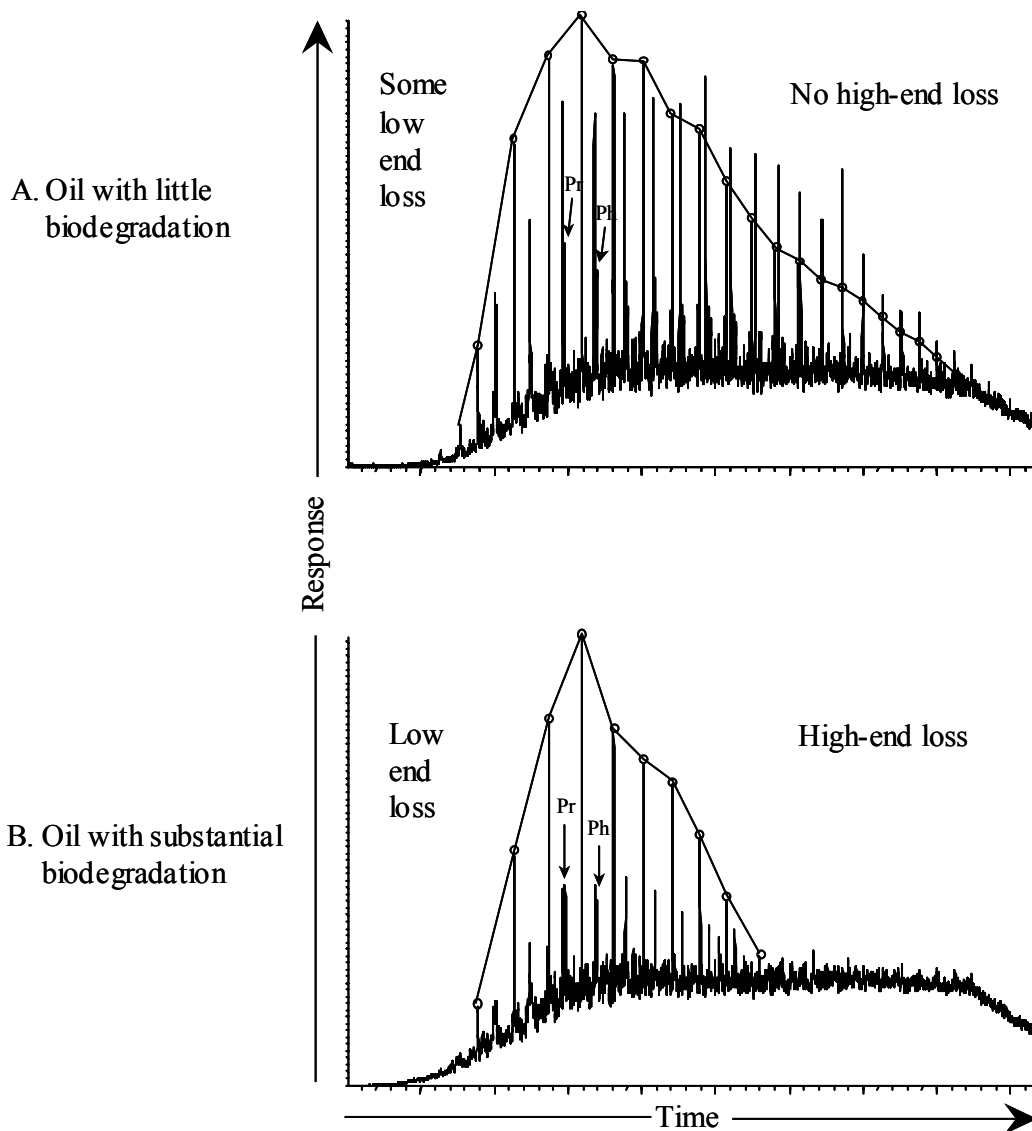 Some
low
end
loss
No high-end loss
A. Oil with little
biodegradation
Pr
Ph
Response
Low
end
loss
High-end loss
Pr
Ph
B. Oil with substantial
biodegradation
Time